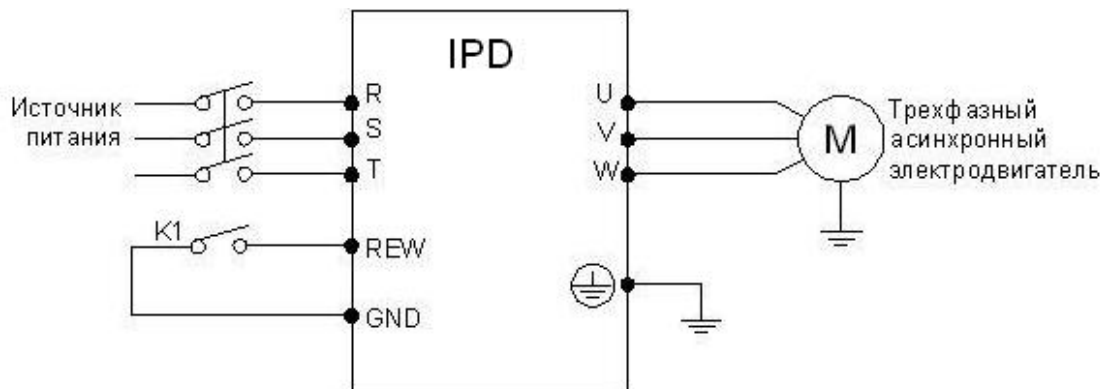 IPD
Источник
питания
R
S
T
K1
REW
GND
U
V
W
M
Трехфазный
асинхронный
электродвигатель